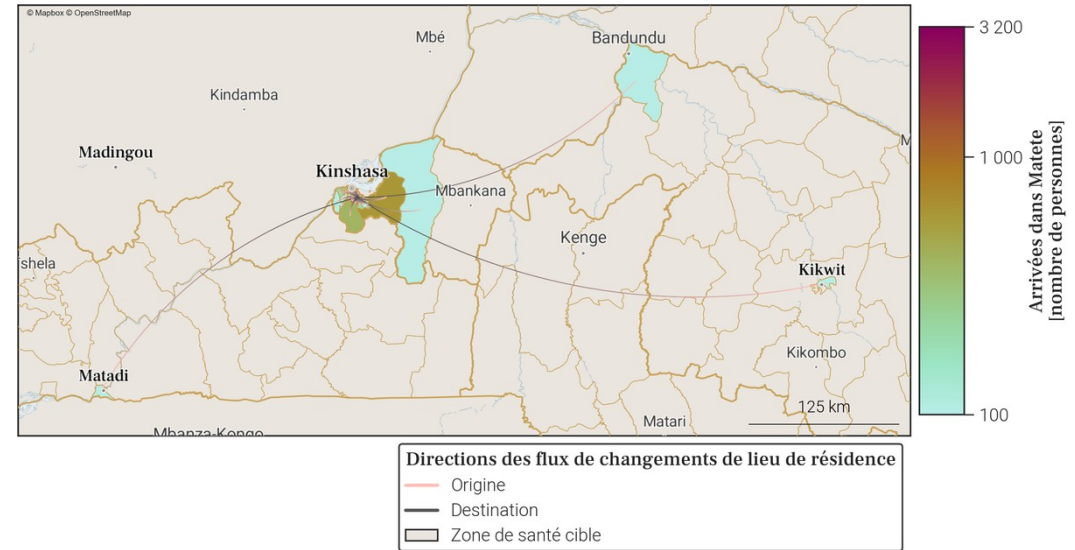 © Mapbox © OpenStreetMap
Mbé
Bandundu
Kindamba
Madingou
Kinshasa
Mbankana
Kenge
shela
Kikwit
Matadi
Kikombo
125 km
Matari
Mbanza-Kongo
M
3 200
1 000
100
Arrivées dans Matete
[nombre de personnes]
Directions des flux de changements de lieu de résidence
Origine
Destination
Zone de santé cible